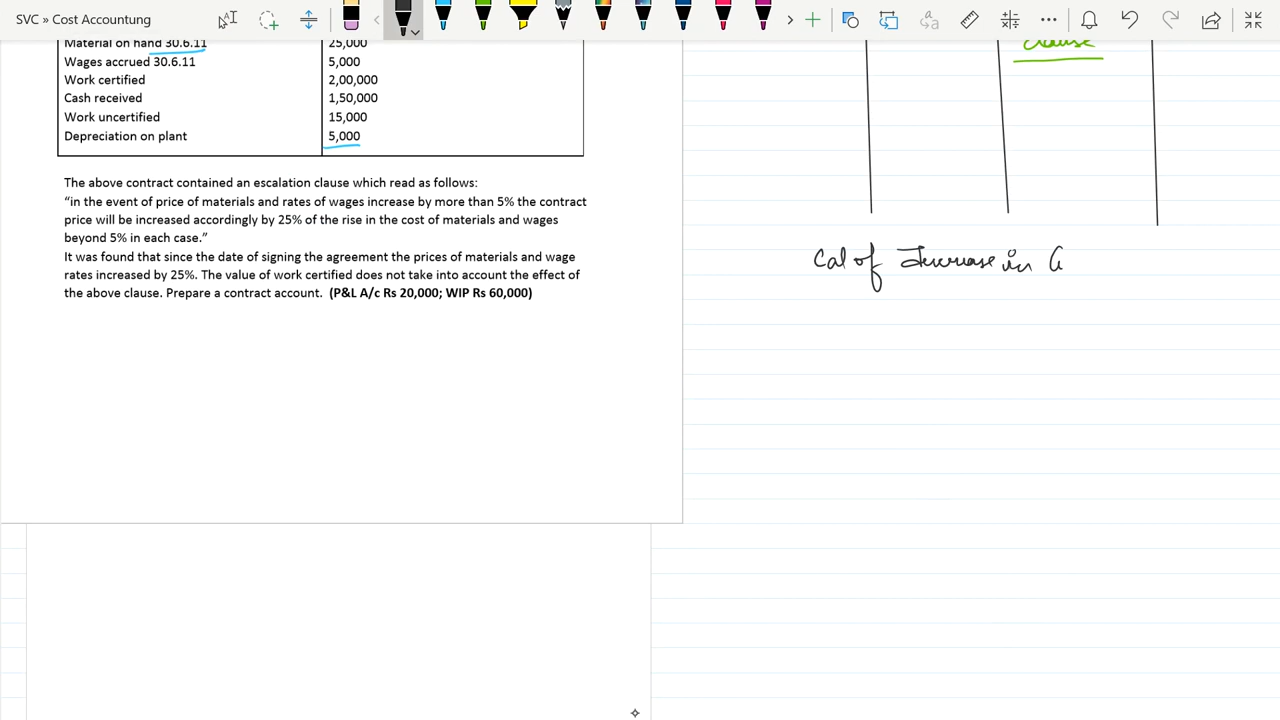 SVC » Cost Accountung
Material on hand 30.6.11 25,000
Wages accrued 30.6.11 5,000
Work certified 2,00,000
Cash received 1,50,000
Work uncertified 15,000
Depreciation on plant 5,000
clause
The above contract contained an escalation clause which read as follows:
“in the event of price of materials and rates of wages increase by more than 5% the contract
price will be increased accordingly by 25% of the rise in the cost of materials and wages
beyond 5% in each case.”
It was found that since the date of signing the agreement the prices of materials and wage
rates increased by 25%. The value of work certified does not take into account the effect of
the above clause. Prepare a contract account. (P&L A/c Rs 20,000; WIP Rs 60,000)
Cal of Increase in C